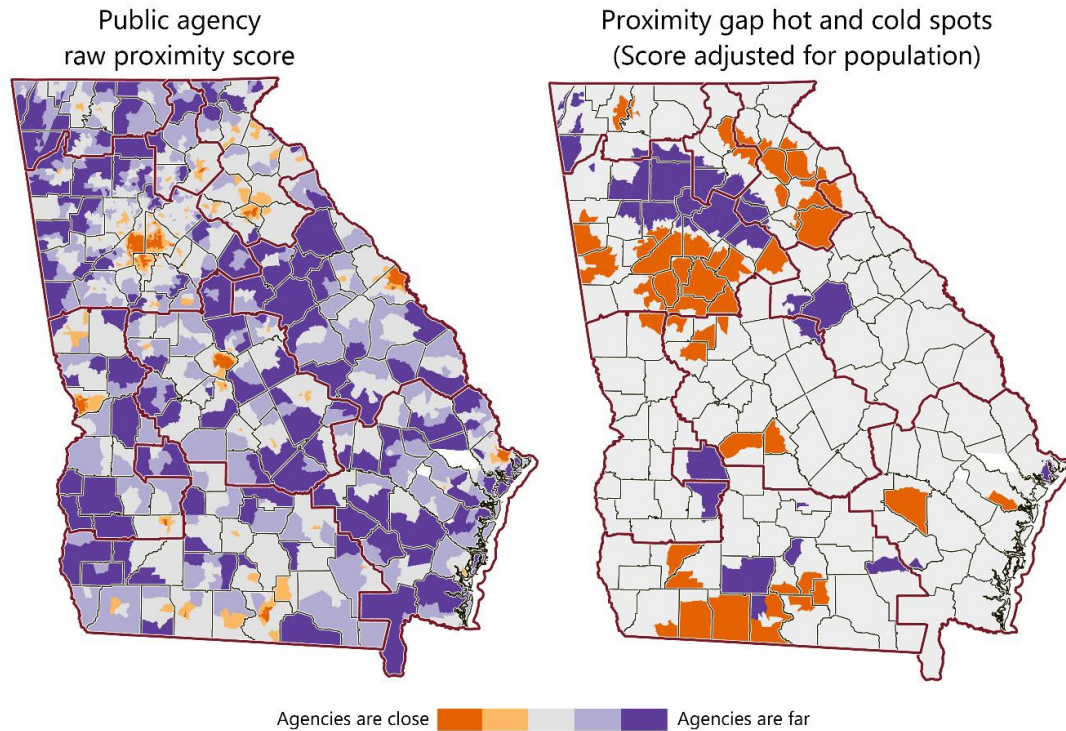 Public agency
raw proximity score
Proximity gap hot and cold spots
(Score adjusted for population)
Agencies are close
Agencies are far